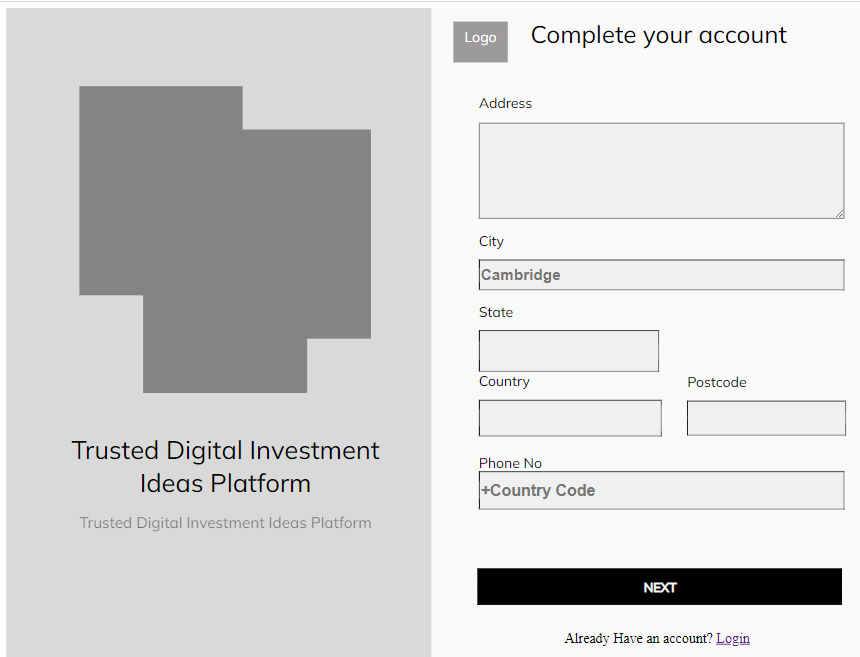 Logo
Complete your account
Address
City
Cambridge
State
Country
Postcode
Phone No
+Country Code
NEXT
Already Have an account? Login
Trusted Digital Investment
Ideas Platform
Trusted Digital Investment Ideas Platform